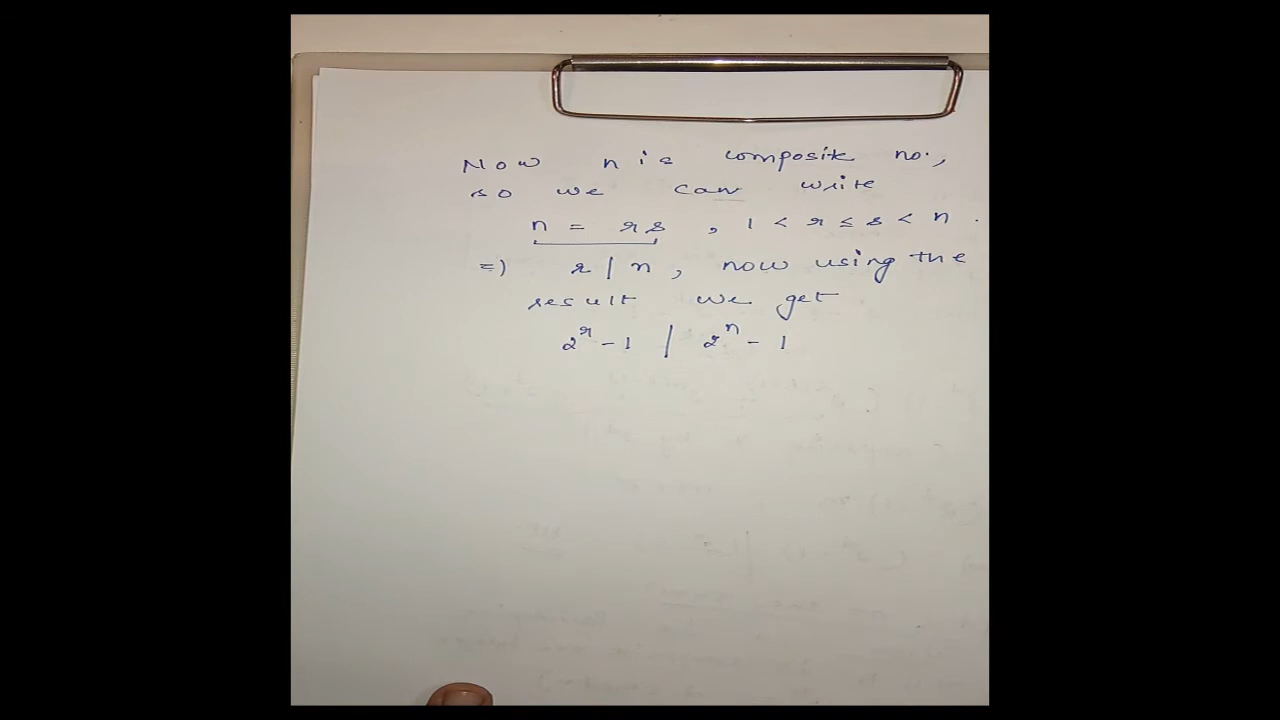 Now n is composite no.,
so we can write
n = rs , 1 < r ≤ s < n .
=) r | n , now using the
result we get
2^r - 1 | 2^n - 1